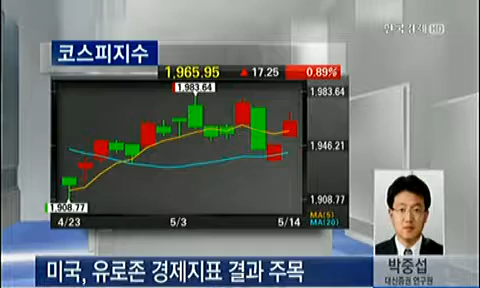 한국경제 HD
코스피지수
1,965.95 ▲ 17.25 0.89%
1,983.64
1,983.64
1,946.21
1,908.77
1,908.77
4/23 5/3 5/14
MA(5)
MA(20)
박중섭
대신증권 연구원
미국, 유로존 경제지표 결과 주목